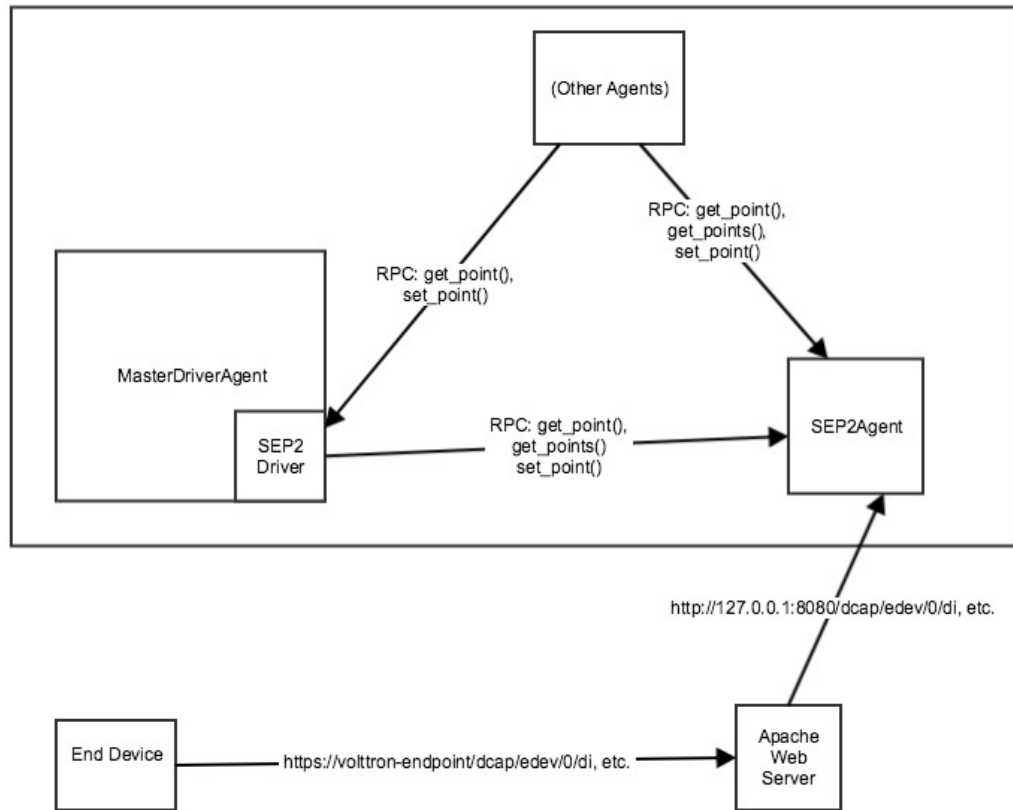 (Other Agents)
RPC: get_point(),
get_points(),
set_point()
RPC: get_point(),
set_point()
MasterDriverAgent
SEP2
Driver
RPC: get_point(),
get_points()
set_point()
SEP2Agent
http://127.0.0.1:8080/dcap/edev/0/di, etc.
End Device
https://volttron-endpoint/dcap/edev/0/di, etc.
Apache
Web
Server